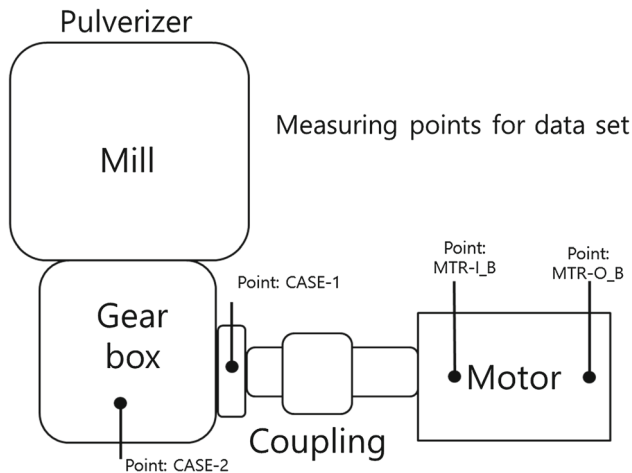 Pulverizer
Mill
Measuring points for data set
Point:
MTR-I_B
Point:
MTR-O_B
Point: CASE-1
Gear
box
Motor
Coupling
Point: CASE-2